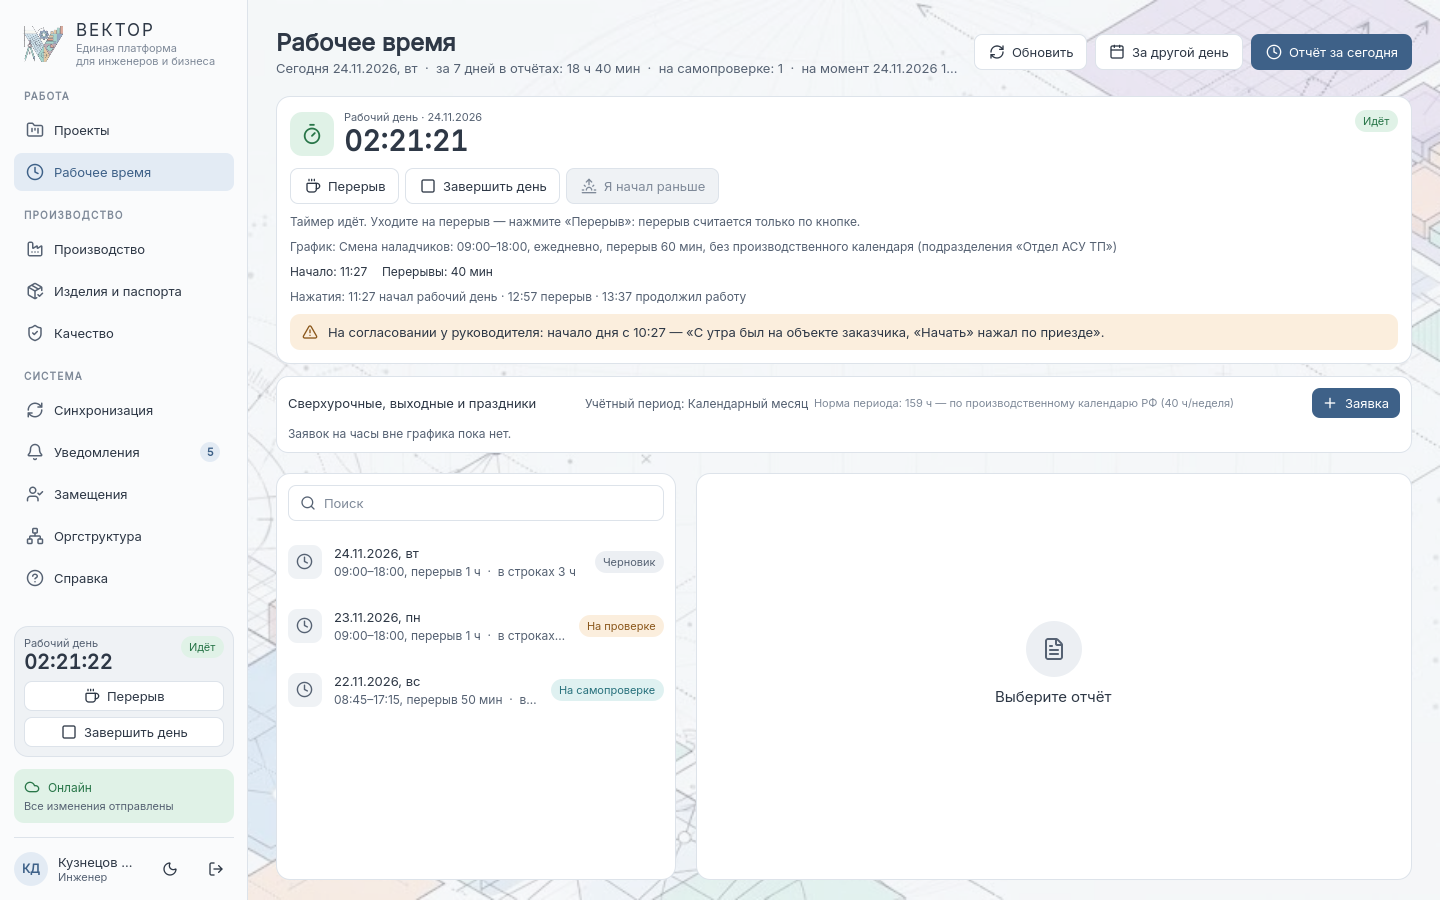 ВЕКТОР
Единая платформа
для инженеров и бизнеса
РАБОТА
Проекты
Рабочее время
ПРОИЗВОДСТВО
Производство
Изделия и паспорта
Качество
СИСТЕМА
Синхронизация
Уведомления 5
Замещения
Оргструктура
Справка
Рабочий день
Идёт
02:21:22
Перерыв
Завершить день
Онлайн
Все изменения отправлены
КД
Кузнецов ...
Инженер
Рабочее время
Сегодня 24.11.2026, вт · за 7 дней в отчётах: 18 ч 40 мин · на самопроверке: 1 · на момент 24.11.2026 1...
Обновить
За другой день
Отчёт за сегодня
Рабочий день · 24.11.2026
Идёт
02:21:21
Перерыв
Завершить день
Я начал раньше
Таймер идёт. Уходите на перерыв — нажмите «Перерыв»: перерыв считается только по кнопке.
График: Смена наладчиков: 09:00–18:00, ежедневно, перерыв 60 мин, без производственного календаря (подразделения «Отдел АСУ ТП»)
Начало: 11:27 Перерывы: 40 мин
Нажатия: 11:27 начал рабочий день · 12:57 перерыв · 13:37 продолжил работу
На согласовании у руководителя: начало дня с 10:27 — «С утра был на объекте заказчика, «Начать» нажал по приезде».
Сверхурочные, выходные и праздники
Учётный период: Календарный месяц Норма периода: 159 ч — по производственному календарю РФ (40 ч/неделя)
Заявка
Заявок на часы вне графика пока нет.
Поиск
24.11.2026, вт
09:00–18:00, перерыв 1 ч · в строках 3 ч
Черновик
23.11.2026, пн
09:00–18:00, перерыв 1 ч · в строках...
На проверке
22.11.2026, вс
08:45–17:15, перерыв 50 мин · в...
На самопроверке
Выберите отчёт